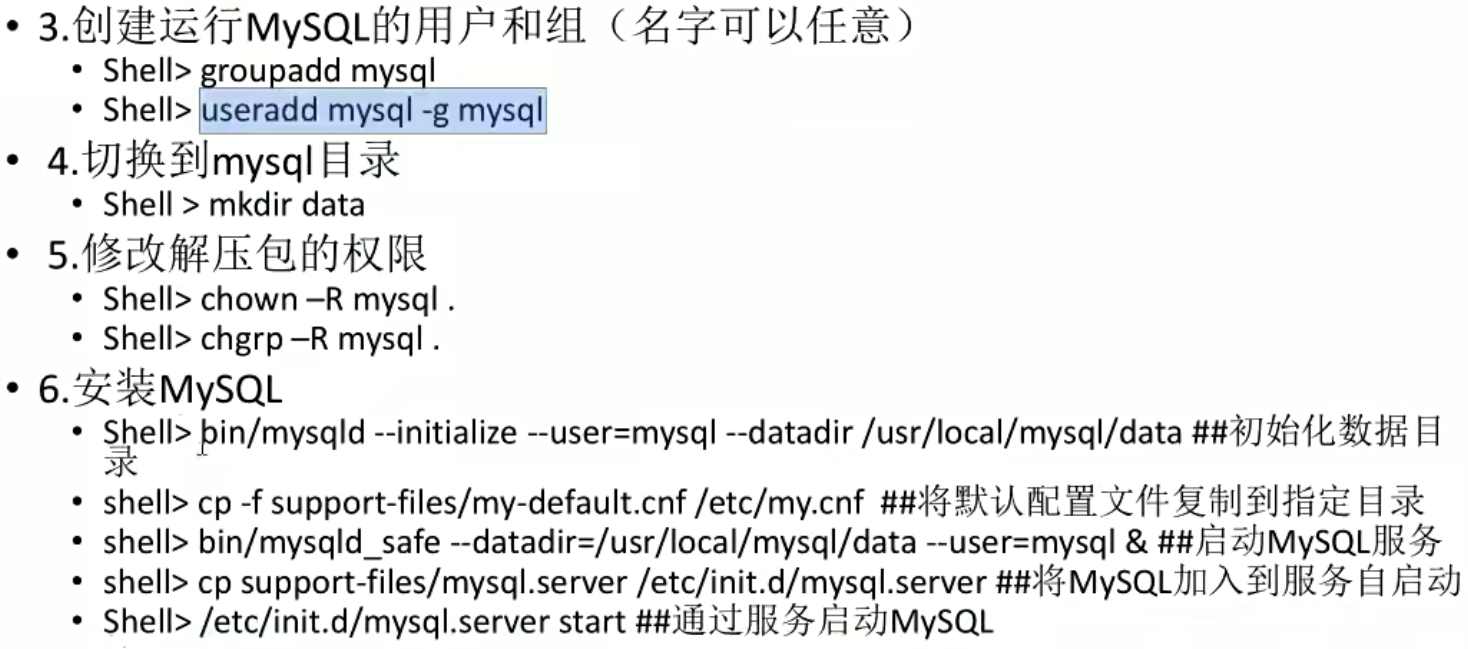 • 3.创建运行MySQL的用户和组（名字可以任意）
• Shell> groupadd mysql
• Shell> useradd mysql -g mysql
• 4.切换到mysql目录
• Shell > mkdir data
• 5.修改解压包的权限
• Shell> chown –R mysql .
• Shell> chgrp –R mysql .
• 6.安装MySQL
• Shell> bin/mysqld --initialize --user=mysql --datadir /usr/local/mysql/data ##初始化数据目
录
• shell> cp -f support-files/my-default.cnf /etc/my.cnf ##将默认配置文件复制到指定目录
• shell> bin/mysqld_safe --datadir=/usr/local/mysql/data --user=mysql & ##启动MySQL服务
• shell> cp support-files/mysql.server /etc/init.d/mysql.server ##将MySQL加入到服务自启动
• Shell> /etc/init.d/mysql.server start ##通过服务启动MySQL